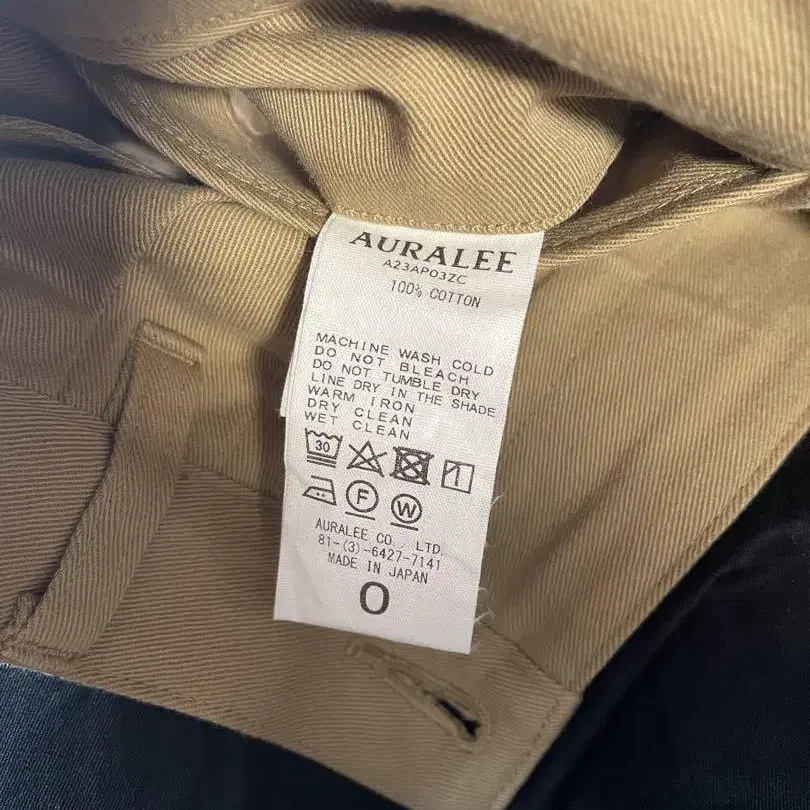 AURALEE
A23AP03ZC
100% COTTON
MACHINE WASH COLD
DO NOT BLEACH
DO NOT TUMBLE DRY
LINE DRY IN THE SHADE
WARM IRON
DRY CLEAN
WET CLEAN
30
F W
AURALEE CO. LTD.
81-(3)-6427-7141
MADE IN JAPAN
0